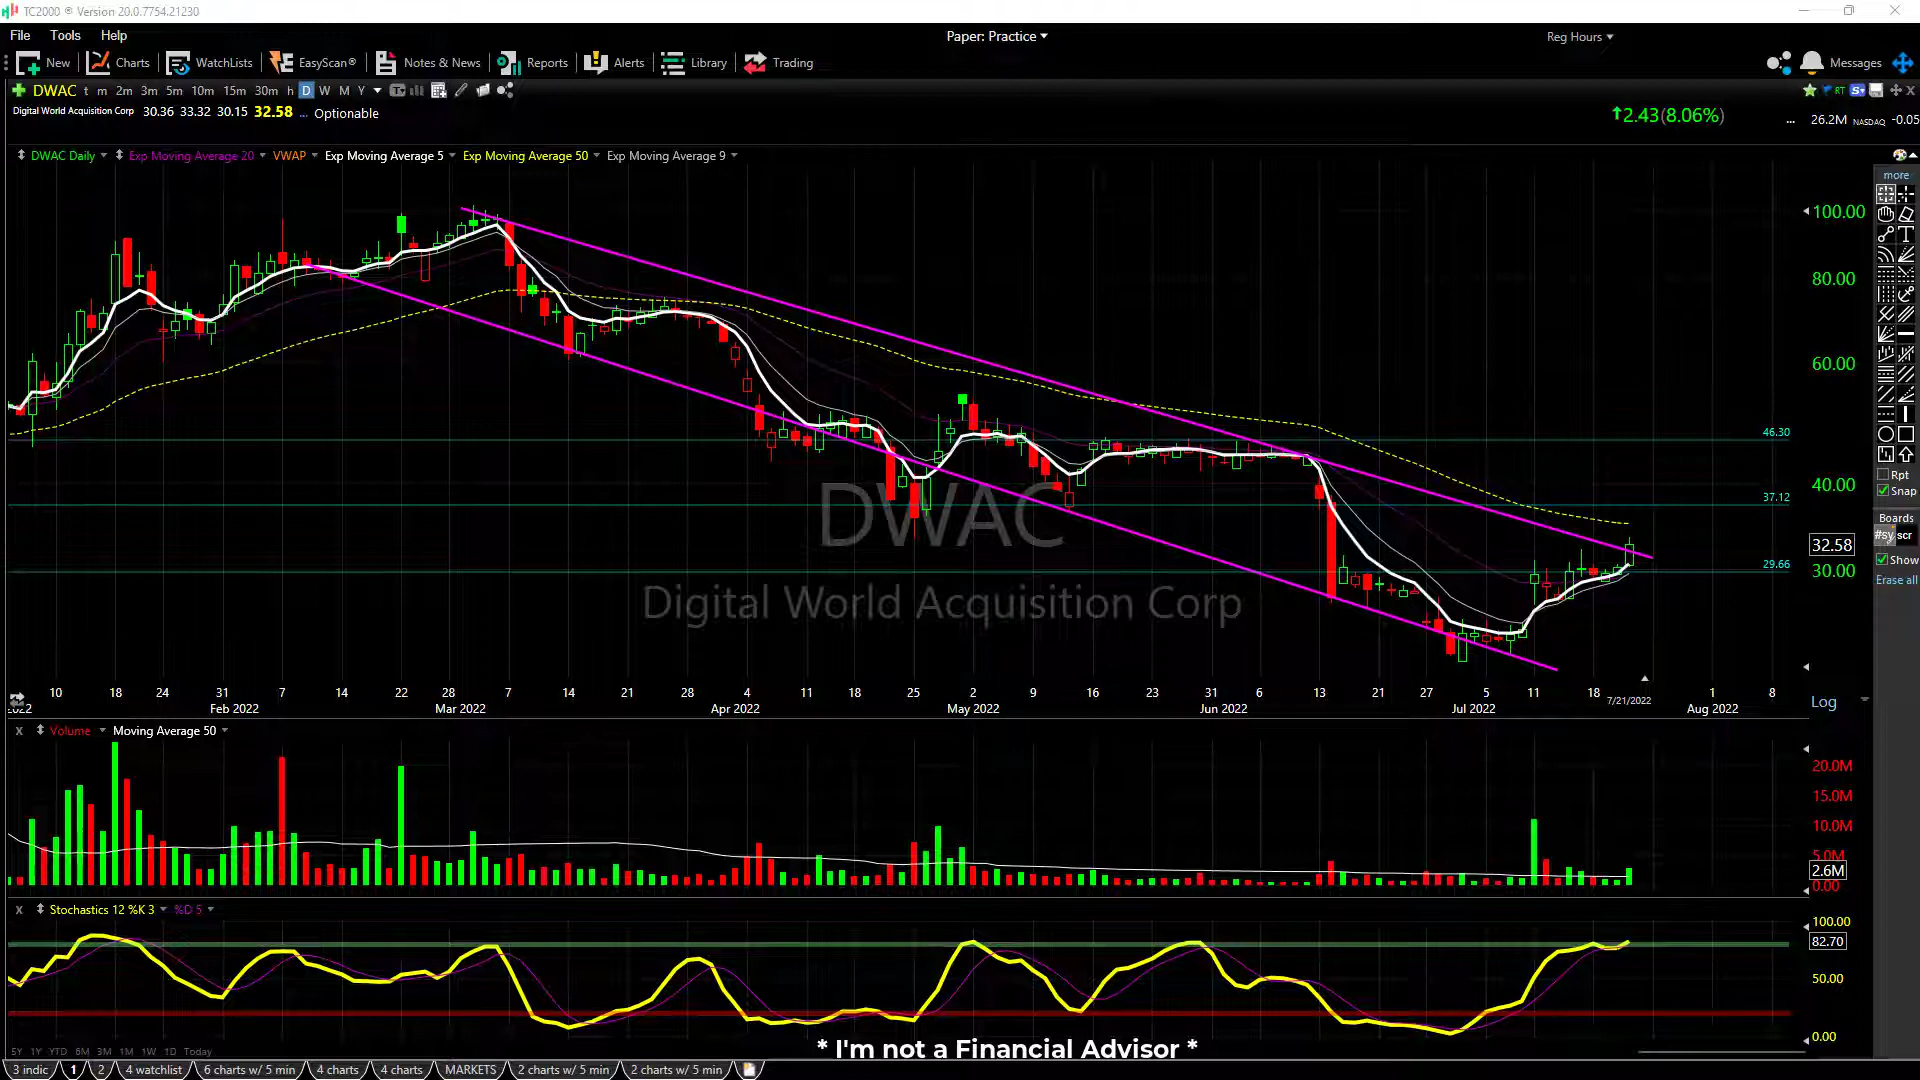 TC2000 ® Version 20.0.7754.21230
File Tools Help
Paper: Practice
Reg Hours
New Charts WatchLists EasyScan® Notes & News Reports Alerts Library Trading
Messages
DWAC t m 2m 3m 5m 10m 15m 30m h D W M Y
RT
Digital World Acquisition Corp 30.36 33.32 30.15 32.58 ... Optionable
2.43(8.06%)
... 26.2M NASDAQ -0.05
DWAC Daily Exp Moving Average 20 VWAP Exp Moving Average 5 Exp Moving Average 50 Exp Moving Average 9
more
100.00
80.00
60.00
46.30
40.00
37.12
32.58
30.00
29.66
Rpt
Snap
Boards
#sy scr
Show
Erase all
DWAC
Digital World Acquisition Corp
10 18 24 31 7 14 22 28 7 14 21 28 4 11 18 25 2 9 16 23 31 6 13 21 27 5 11 18 7/21/2022 1 8
2022 Feb 2022 Mar 2022 Apr 2022 May 2022 Jun 2022 Jul 2022 Aug 2022
Log
X Volume Moving Average 50
20.0M
15.0M
10.0M
5.0M
2.6M
0.00
X Stochastics 12 %K 3 %D 5
100.00
82.70
50.00
0.00
* I'm not a Financial Advisor *
5Y 1Y YTD 6M 3M 1M 1W 1D Today
3 indic 1 2 4 watchlist 6 charts w/ 5 min 4 charts 4 charts MARKETS 2 charts w/ 5 min 2 charts w/ 5 min